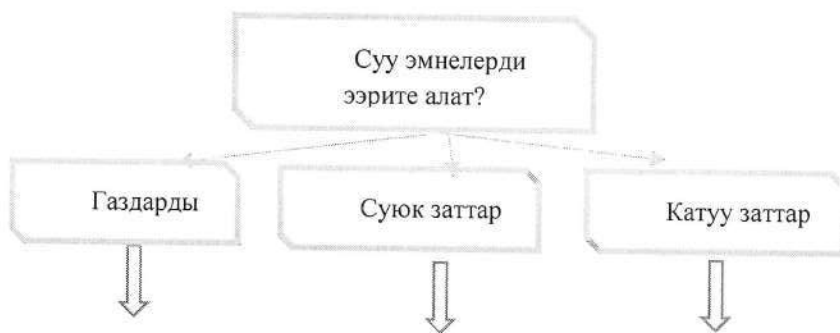 Суу эмнелерди
ээрите алат?
Газдарды
Суюк заттар
Катуу заттар